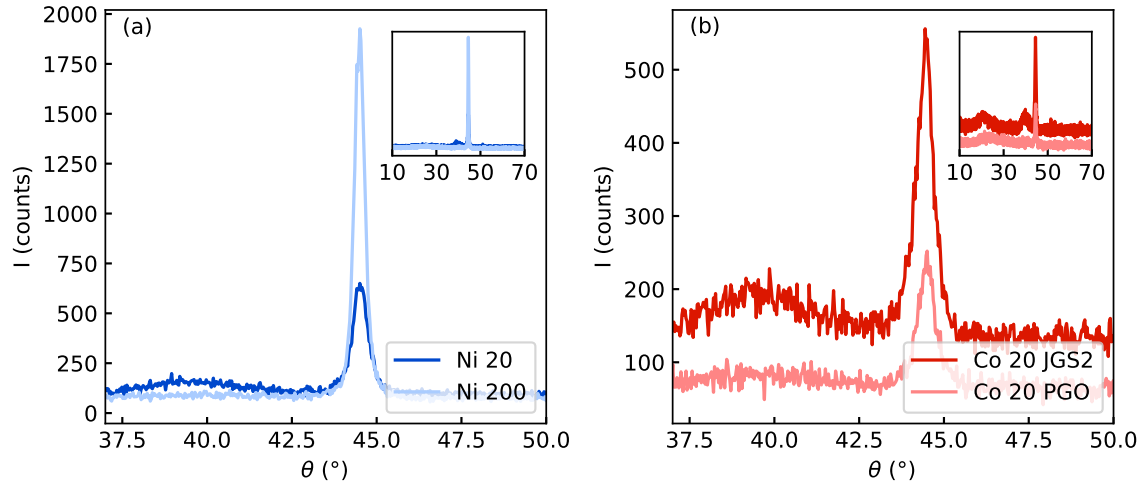 (a)
I (counts)
2000
1750
1500
1250
1000
750
500
250
0
10 30 50 70
Ni 20
Ni 200
37.5 40.0 42.5 45.0 47.5 50.0
θ (°)
(b)
I (counts)
500
400
300
200
100
10 30 50 70
Co 20 JGS2
Co 20 PGO
37.5 40.0 42.5 45.0 47.5 50.0
θ (°)